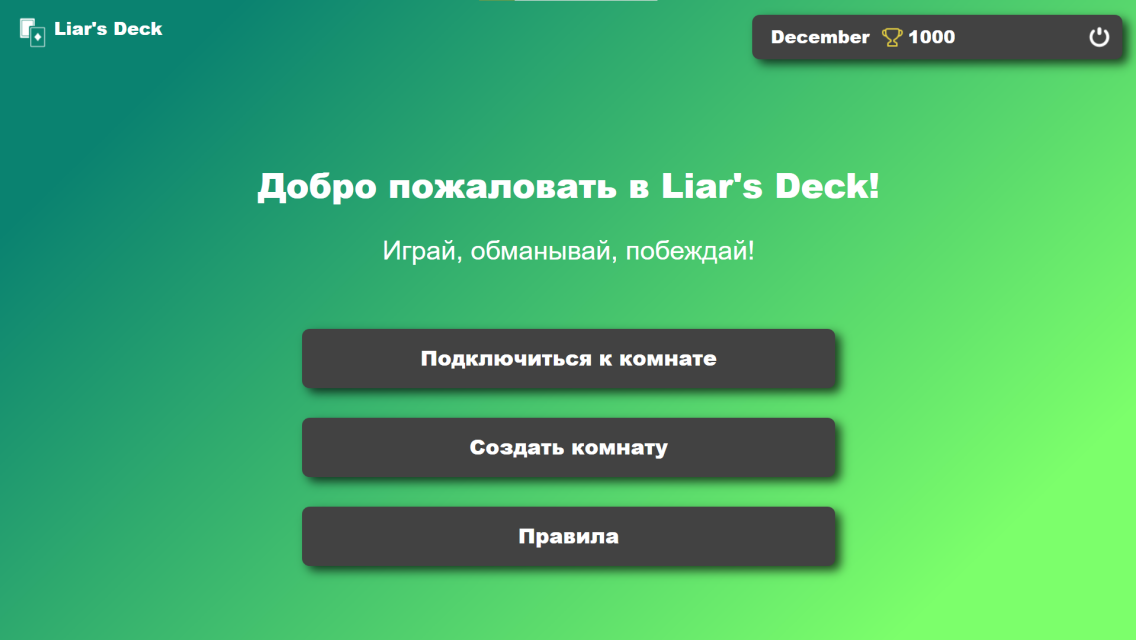 Liar's Deck
December 1000
Добро пожаловать в Liar's Deck!
Играй, обманывай, побеждай!
Подключиться к комнате
Создать комнату
Правила